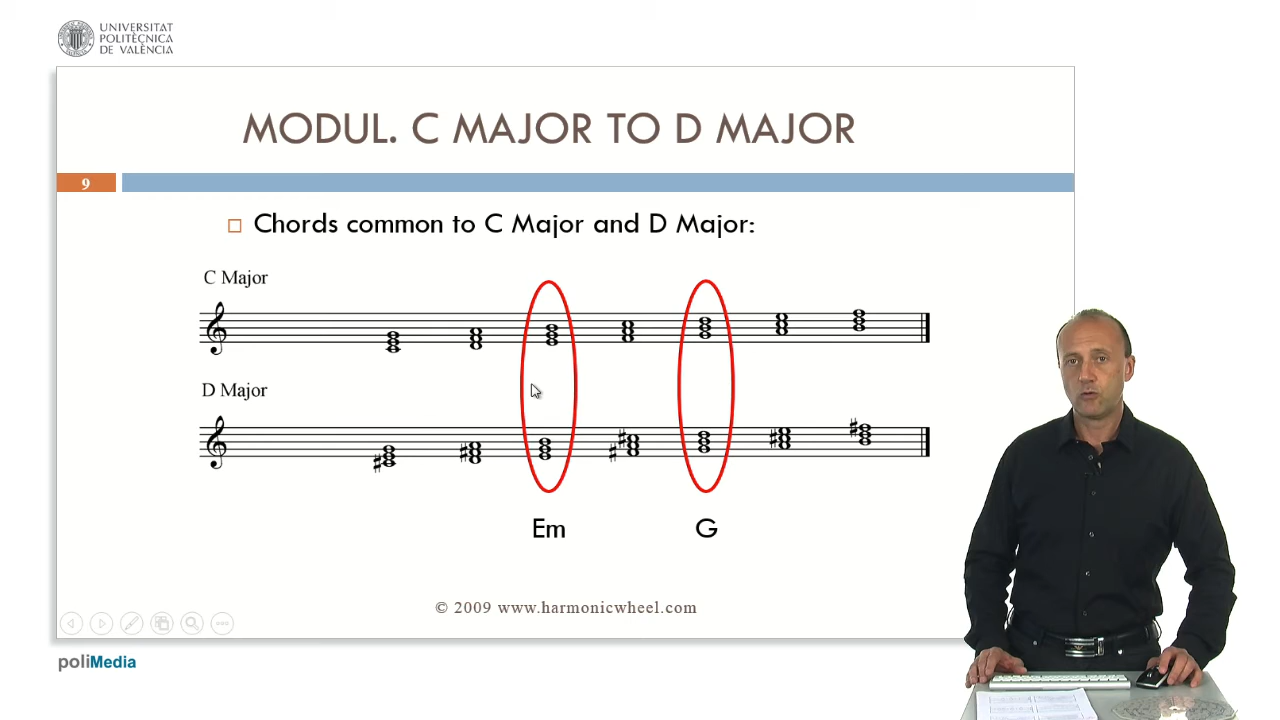 UNIVERSITAT
POLITÈCNICA
DE VALÈNCIA
MODUL. C MAJOR TO D MAJOR
9
Chords common to C Major and D Major:
C Major
D Major
Em G
© 2009 www.harmonicwheel.com
poliMedia